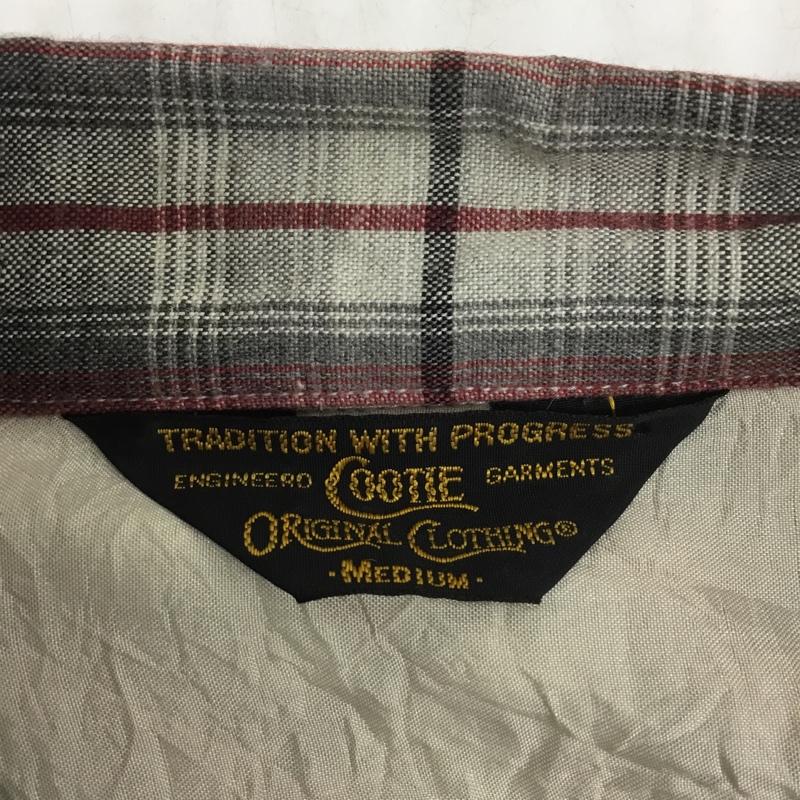 TRADITION WITH PROGRESS
ENGINEERD COOTIE GARMENTS
ORIGINAL CLOTHING®
·MEDIUM·